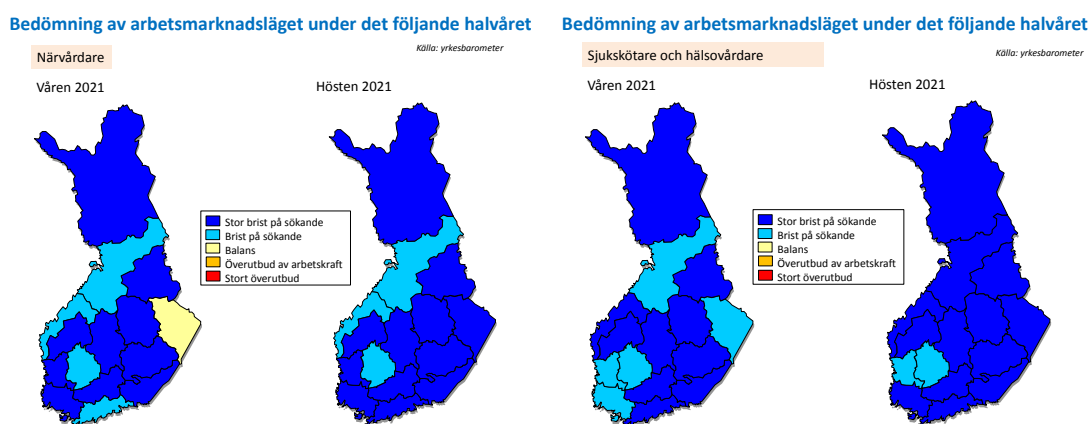 Bedömning av arbetsmarknadsläget under det följande halvåret
Närvårdare
Källa: yrkesbarometer
Våren 2021
Hösten 2021
Stor brist på sökande
Brist på sökande
Balans
Överutbud av arbetskraft
Stort överutbud
Bedömning av arbetsmarknadsläget under det följande halvåret
Sjukskötare och hälsovårdare
Källa: yrkesbarometer
Våren 2021
Hösten 2021
Stor brist på sökande
Brist på sökande
Balans
Överutbud av arbetskraft
Stort överutbud